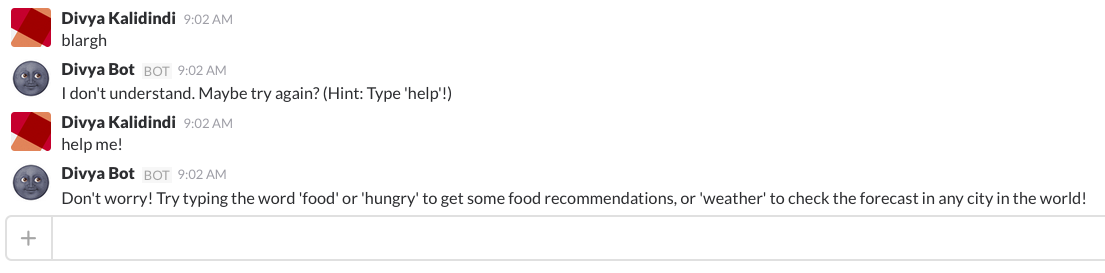 Divya Kalidindi 9:02 AM
blargh
Divya Bot BOT 9:02 AM
I don't understand. Maybe try again? (Hint: Type 'help'!)
Divya Kalidindi 9:02 AM
help me!
Divya Bot BOT 9:02 AM
Don't worry! Try typing the word 'food' or 'hungry' to get some food recommendations, or 'weather' to check the forecast in any city in the world!